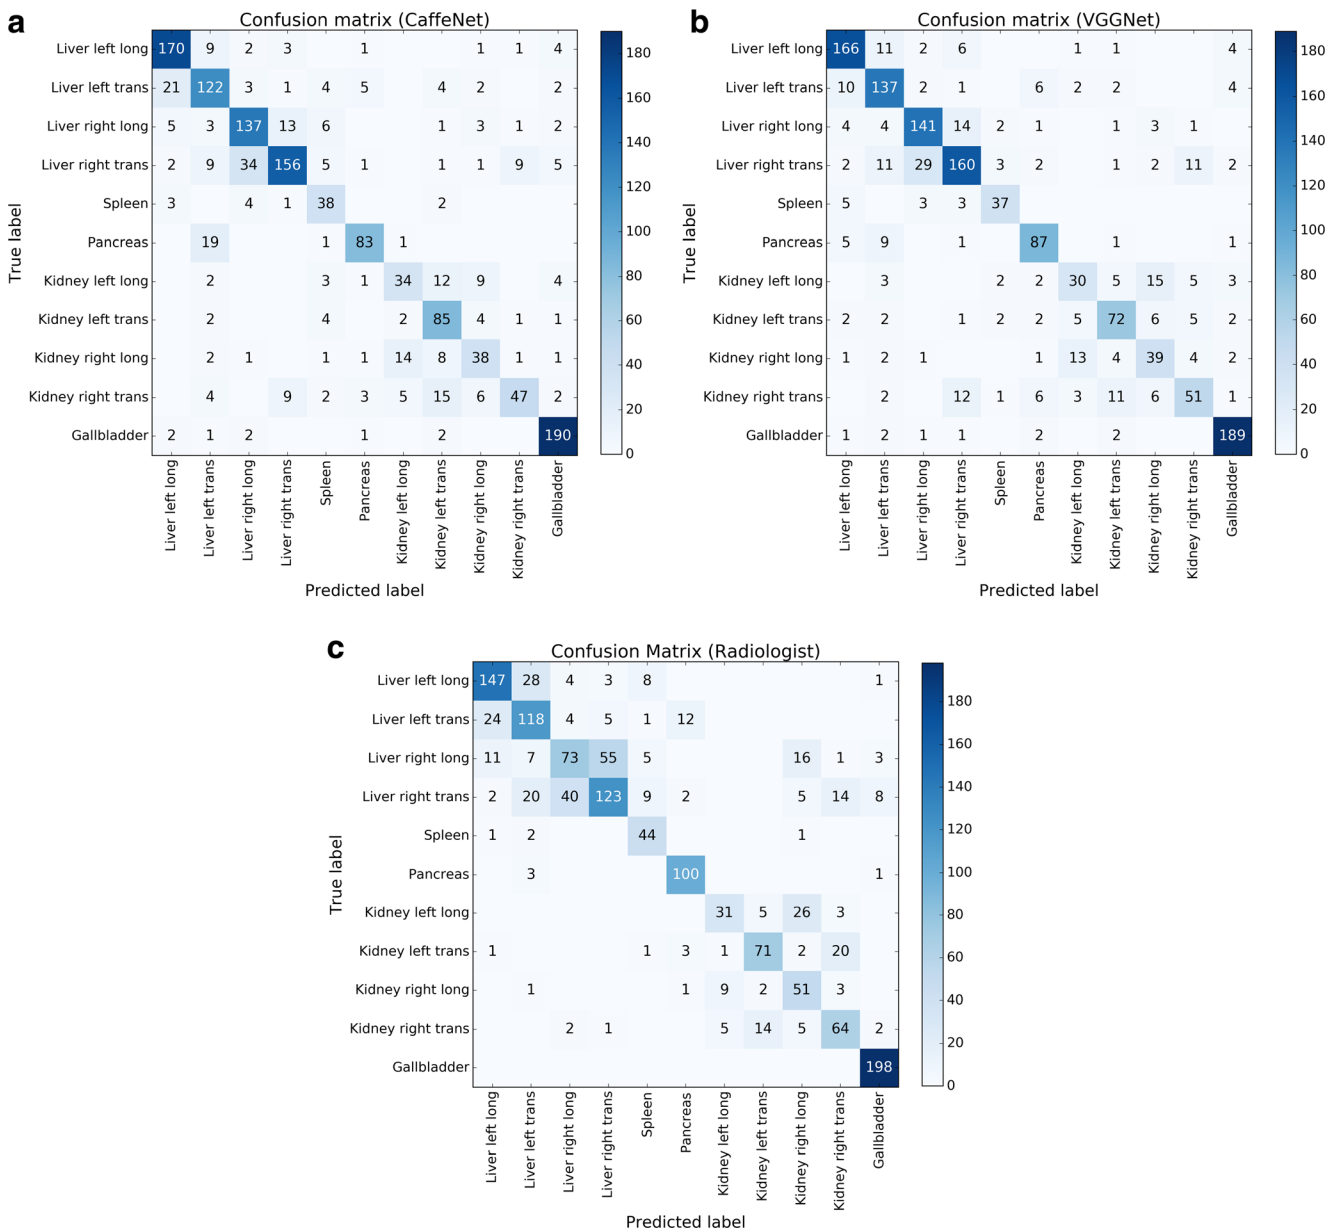 a
Confusion matrix (CaffeNet)
True label
Liver left long 170 9 2 3 1 1 1 4
Liver left trans 21 122 3 1 4 5 4 2 2
Liver right long 5 3 137 13 6 1 3 1 2
Liver right trans 2 9 34 156 5 1 1 1 9 5
Spleen 3 4 1 38 2
Pancreas 19 1 83 1
Kidney left long 2 3 1 34 12 9 4
Kidney left trans 2 4 2 85 4 1 1
Kidney right long 2 1 1 1 14 8 38 1 1
Kidney right trans 4 9 2 3 5 15 6 47 2
Gallbladder 2 1 2 1 2 190
Liver left long
Liver left trans
Liver right long
Liver right trans
Spleen
Pancreas
Kidney left long
Kidney left trans
Kidney right long
Kidney right trans
Gallbladder
Predicted label
180
160
140
120
100
80
60
40
20
0
b
Confusion matrix (VGGNet)
True label
Liver left long 166 11 2 6 1 1 4
Liver left trans 10 137 2 1 6 2 2 4
Liver right long 4 4 141 14 2 1 1 3 1
Liver right trans 2 11 29 160 3 2 1 2 11 2
Spleen 5 3 3 37
Pancreas 5 9 1 87 1 1
Kidney left long 3 2 2 30 5 15 5 3
Kidney left trans 2 2 1 2 2 5 72 6 5 2
Kidney right long 1 2 1 1 13 4 39 4 2
Kidney right trans 2 12 1 6 3 11 6 51 1
Gallbladder 1 2 1 1 2 2 189
Liver left long
Liver left trans
Liver right long
Liver right trans
Spleen
Pancreas
Kidney left long
Kidney left trans
Kidney right long
Kidney right trans
Gallbladder
Predicted label
180
160
140
120
100
80
60
40
20
0
c
Confusion Matrix (Radiologist)
True label
Liver left long 147 28 4 3 8 1
Liver left trans 24 118 4 5 1 12
Liver right long 11 7 73 55 5 16 1 3
Liver right trans 2 20 40 123 9 2 5 14 8
Spleen 1 2 44 1
Pancreas 3 100 1
Kidney left long 31 5 26 3
Kidney left trans 1 1 3 1 71 2 20
Kidney right long 1 1 9 2 51 3
Kidney right trans 2 1 5 14 5 64 2
Gallbladder 198
Liver left long
Liver left trans
Liver right long
Liver right trans
Spleen
Pancreas
Kidney left long
Kidney left trans
Kidney right long
Kidney right trans
Gallbladder
Predicted label
180
160
140
120
100
80
60
40
20
0